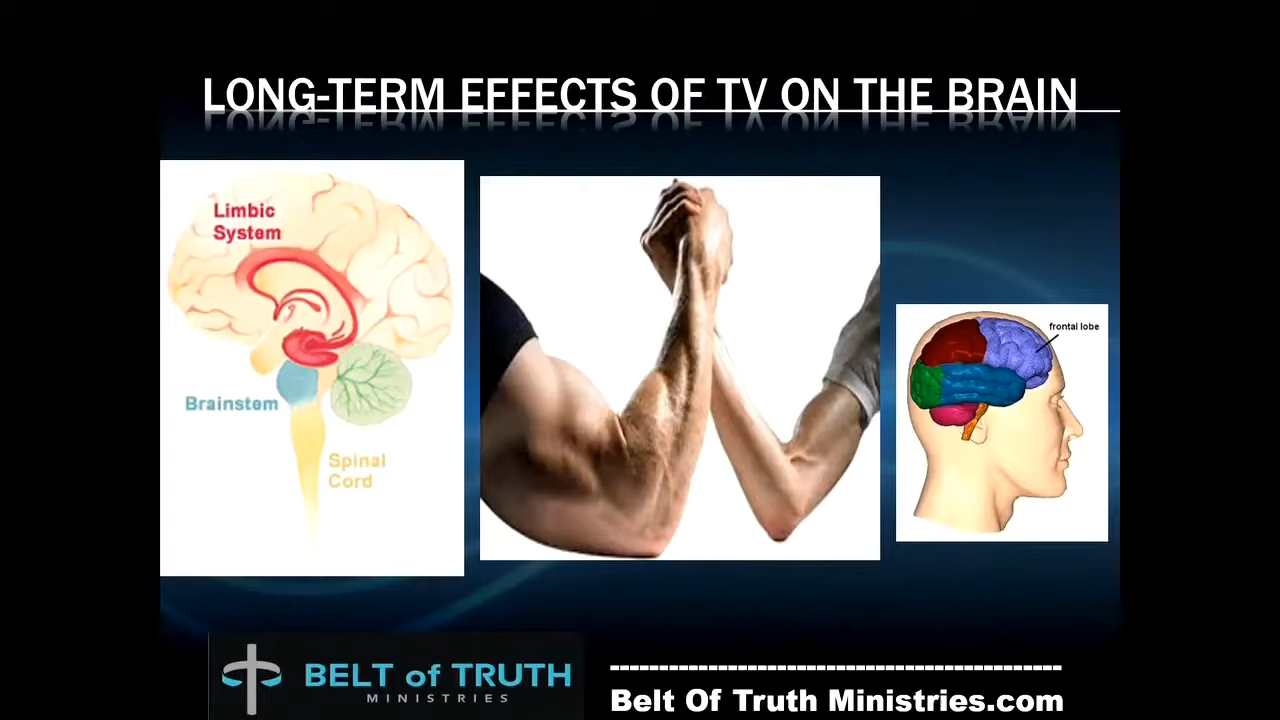 LONG-TERM EFFECTS OF TV ON THE BRAIN
Limbic
System
Brainstem
Spinal
Cord
frontal lobe
BELT of TRUTH
MINISTRIES
Belt Of Truth Ministries.com